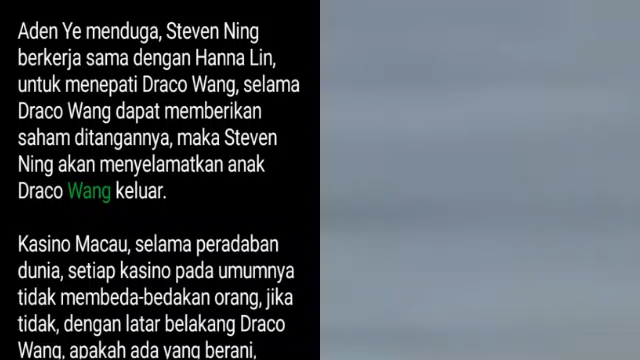 Aden Ye menduga, Steven Ning
berkerja sama dengan Hanna Lin,
untuk menepati Draco Wang, selama
Draco Wang dapat memberikan
saham ditangannya, maka Steven
Ning akan menyelamatkan anak
Draco Wang keluar.
Kasino Macau, selama peradaban
dunia, setiap kasino pada umumnya
tidak membeda-bedakan orang, jika
tidak, dengan latar belakang Draco
Wang, apakah ada yang berani,